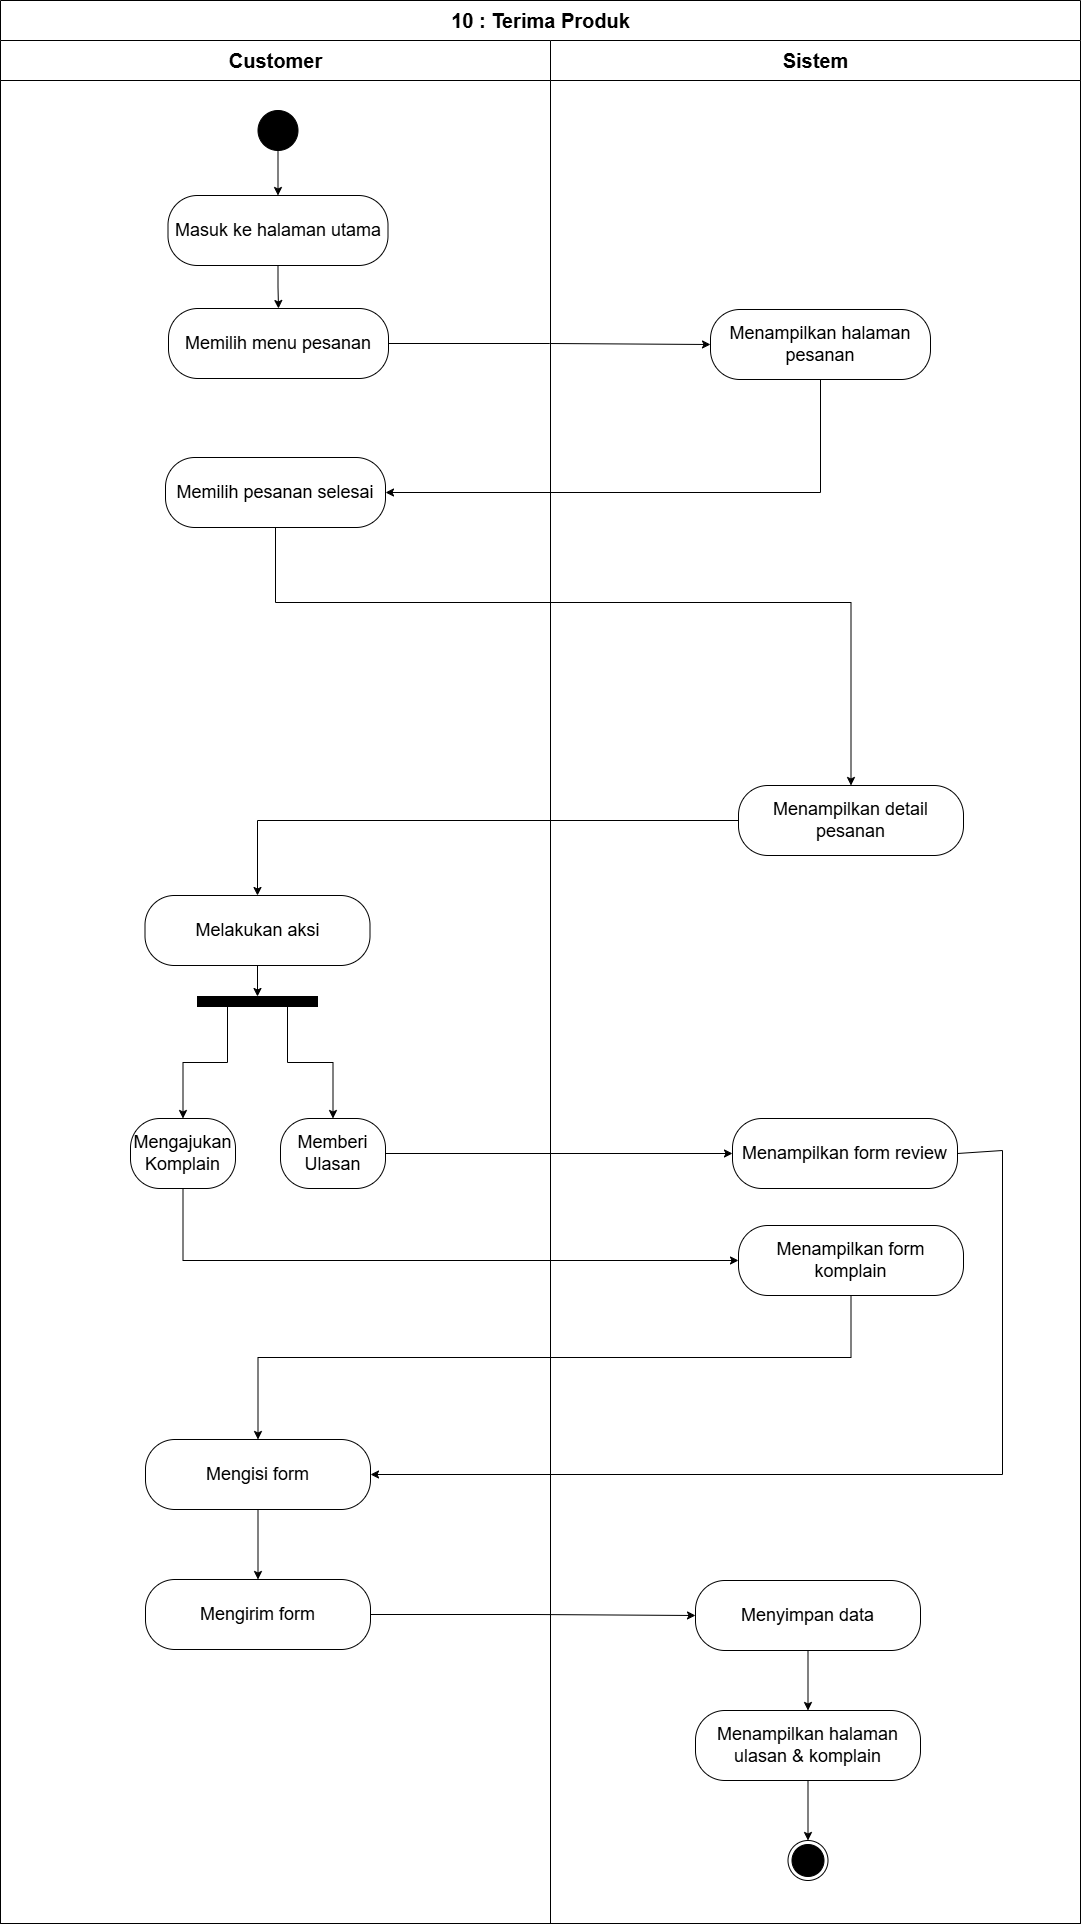 10 : Terima Produk
Customer
Sistem
Masuk ke halaman utama
Memilih menu pesanan
Menampilkan halaman
pesanan
Memilih pesanan selesai
Menampilkan detail
pesanan
Melakukan aksi
Mengajukan
Komplain
Memberi
Ulasan
Menampilkan form review
Menampilkan form
komplain
Mengisi form
Mengirim form
Menyimpan data
Menampilkan halaman
ulasan & komplain